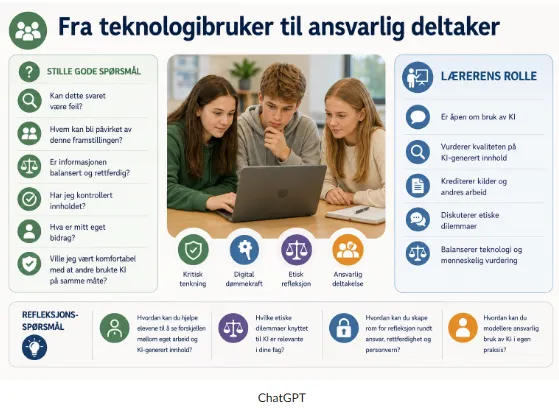 Fra teknologibruker til ansvarlig deltaker
STILLE GODE SPØRSMÅL
Kan dette svaret
være feil?
Hvem kan bli påvirket av
denne framstillingen?
Er informasjonen
balansert og rettferdig?
Har jeg kontrollert
innholdet?
Hva er mitt eget
bidrag?
Ville jeg vært komfortabel
med at andre brukte KI
på samme måte?
Kritisk
tenkning
Digital
dømmekraft
Etisk
refleksjon
Ansvarlig
deltakelse
LÆRERENS ROLLE
Er åpen om bruk av KI
Vurderer kvaliteten på
KI-generert innhold
Krediterer kilder og
andres arbeid
Diskuterer etiske
dilemmaer
Balanserer teknologi og
menneskelig vurdering
REFLEKSJONS-
SPØRSMÅL
Hvordan kan du hjelpe
elevene til å se forskjellen
mellom eget arbeid og
KI-generert innhold?
Hvilke etiske
dilemmaer knyttet
til KI er relevante
i dine fag?
Hvordan kan du skape
rom for refleksjon rundt
ansvar, rettferdighet og
personvern?
Hvordan kan du
modellere ansvarlig
bruk av KI i egen
praksis?
ChatGPT